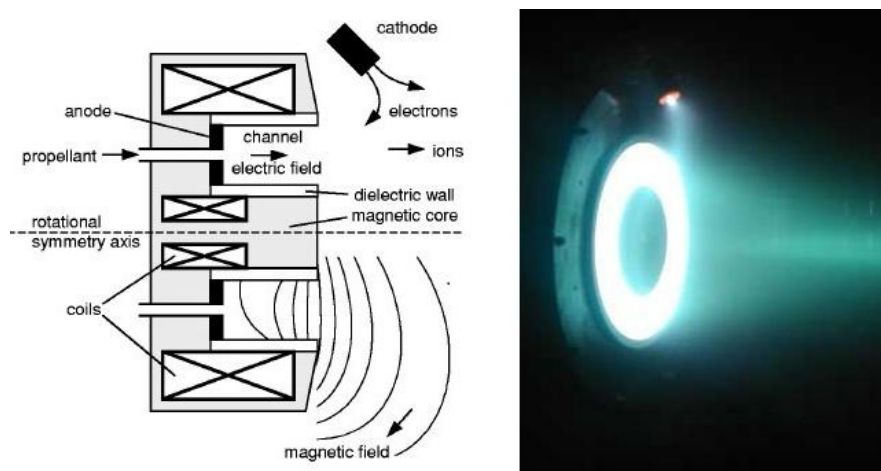 cathode
electrons
anode
channel
propellant
electric field
ions
dielectric wall
magnetic core
rotational
symmetry axis
coils
magnetic field